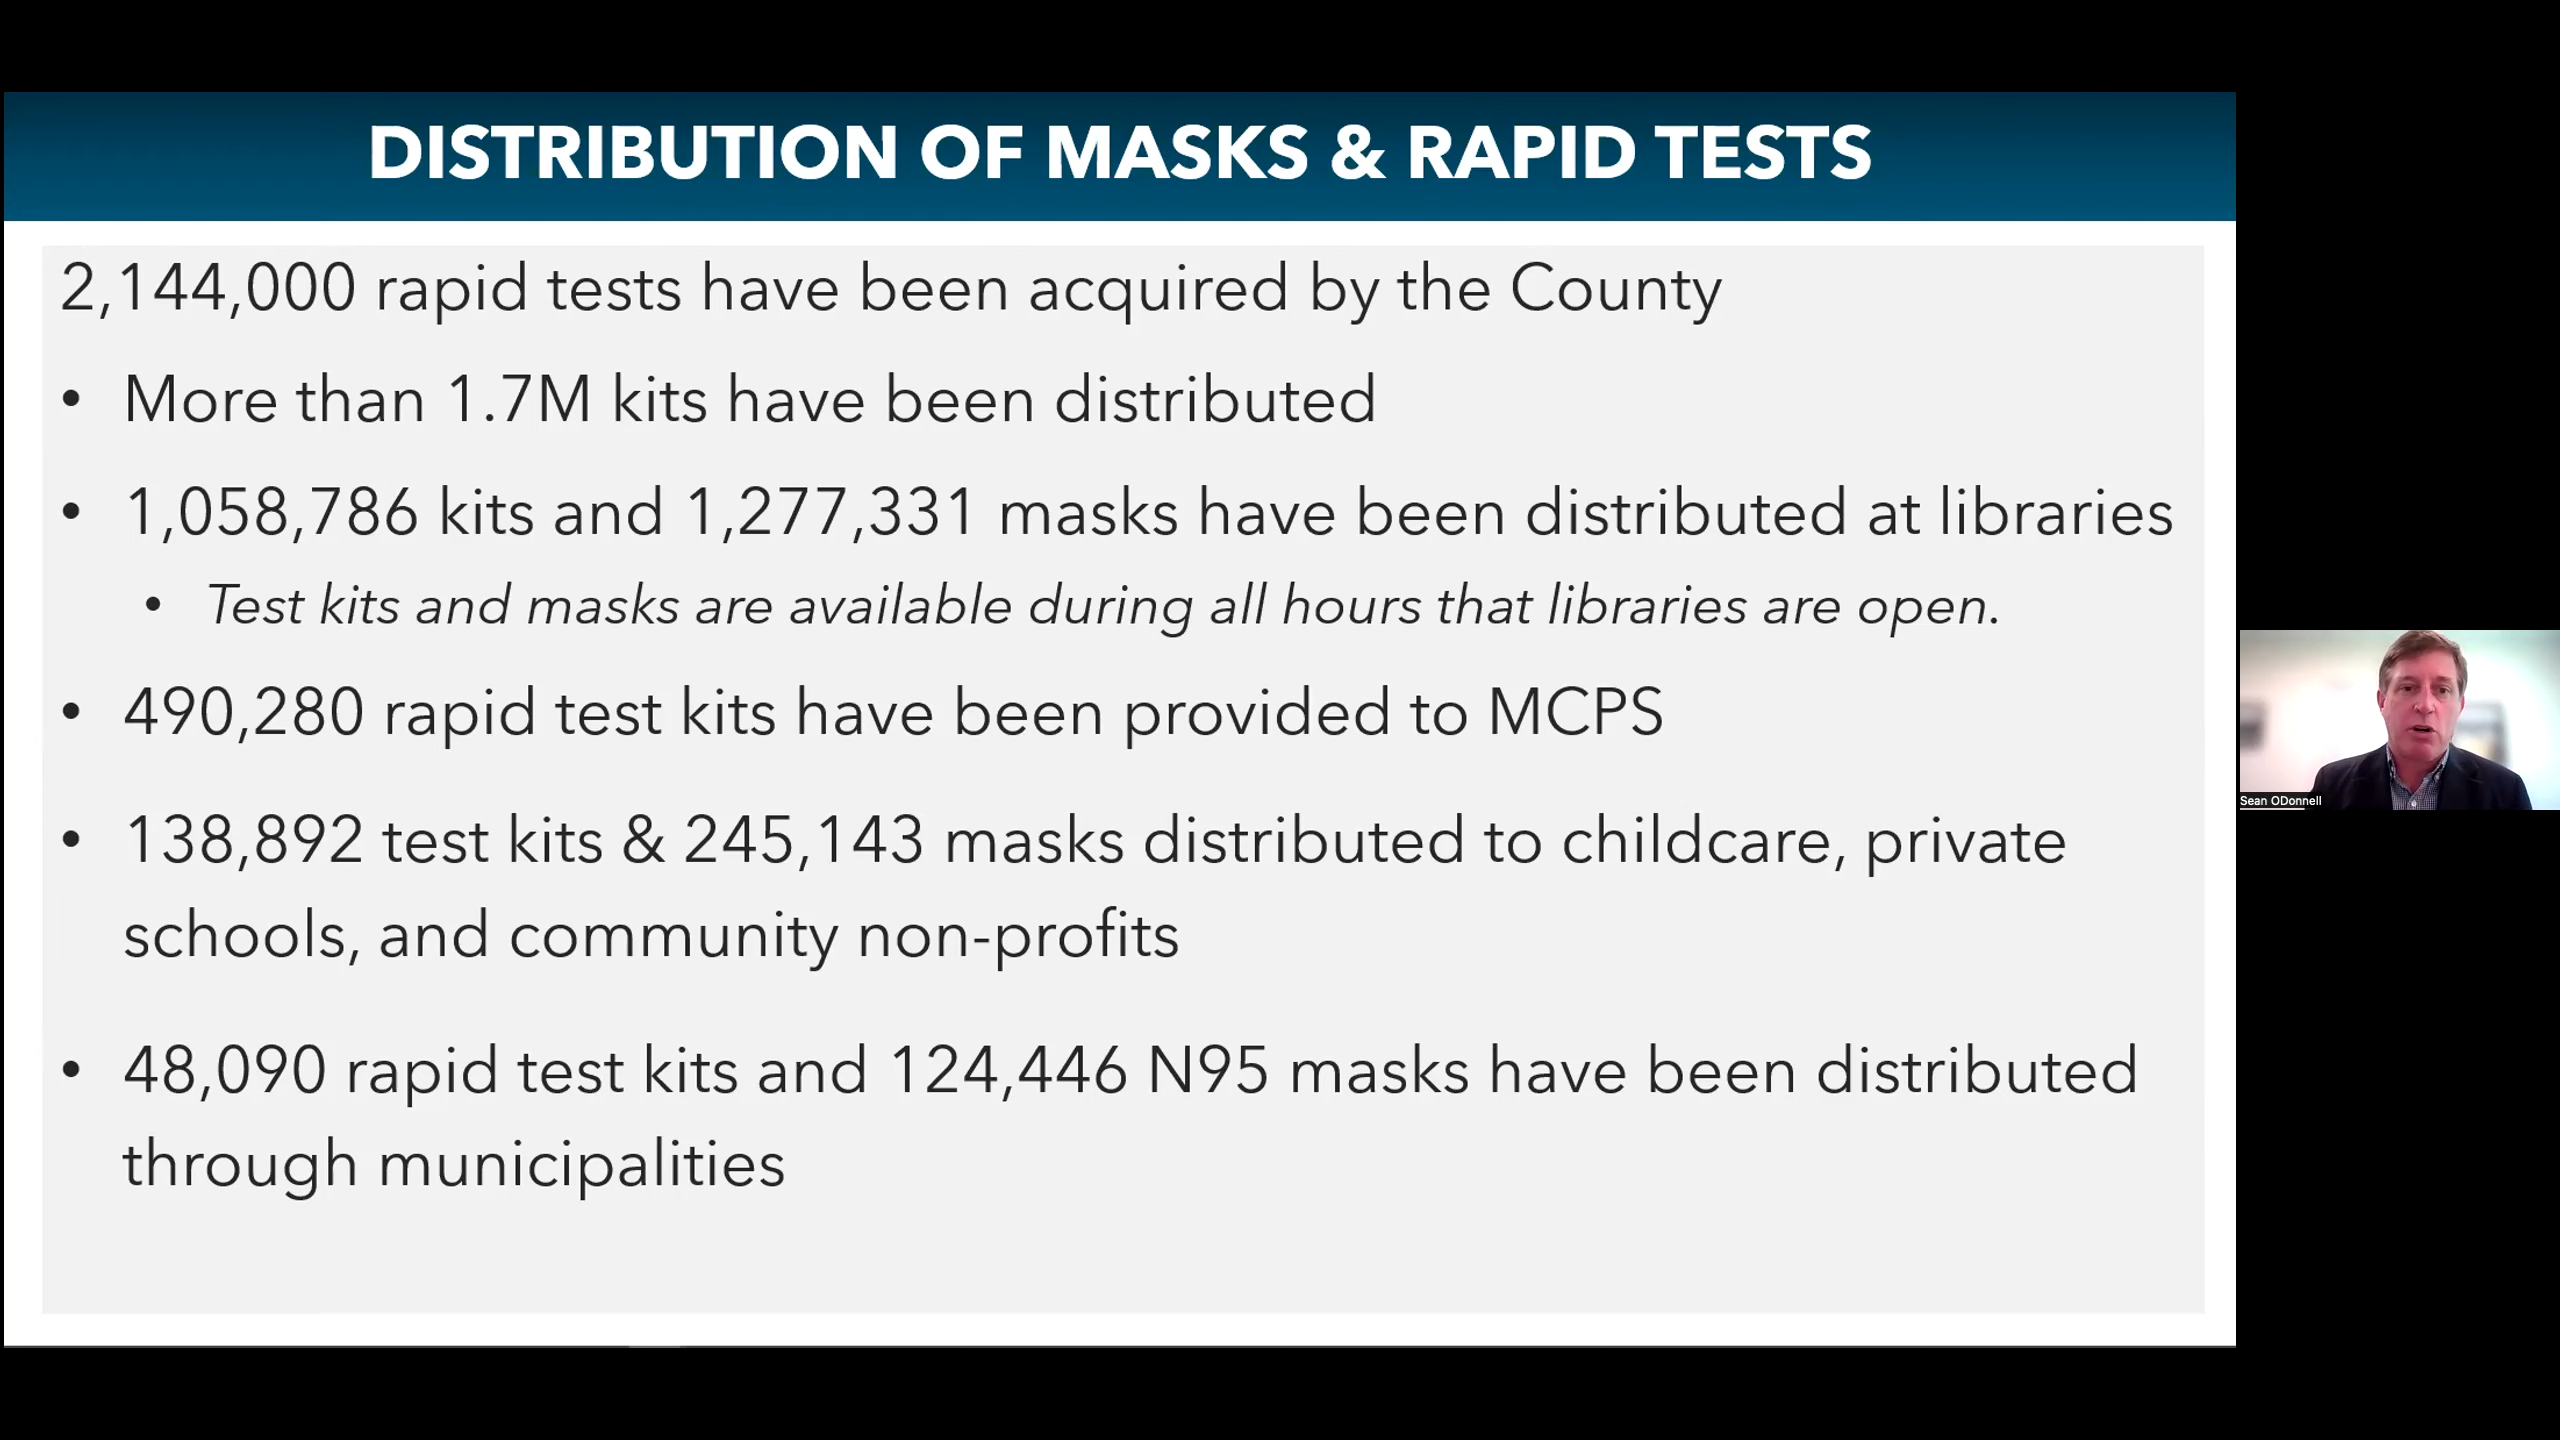 DISTRIBUTION OF MASKS & RAPID TESTS
2,144,000 rapid tests have been acquired by the County
• More than 1.7M kits have been distributed
• 1,058,786 kits and 1,277,331 masks have been distributed at libraries
• Test kits and masks are available during all hours that libraries are open.
• 490,280 rapid test kits have been provided to MCPS
• 138,892 test kits & 245,143 masks distributed to childcare, private
schools, and community non-profits
• 48,090 rapid test kits and 124,446 N95 masks have been distributed
through municipalities
Sean ODonnell